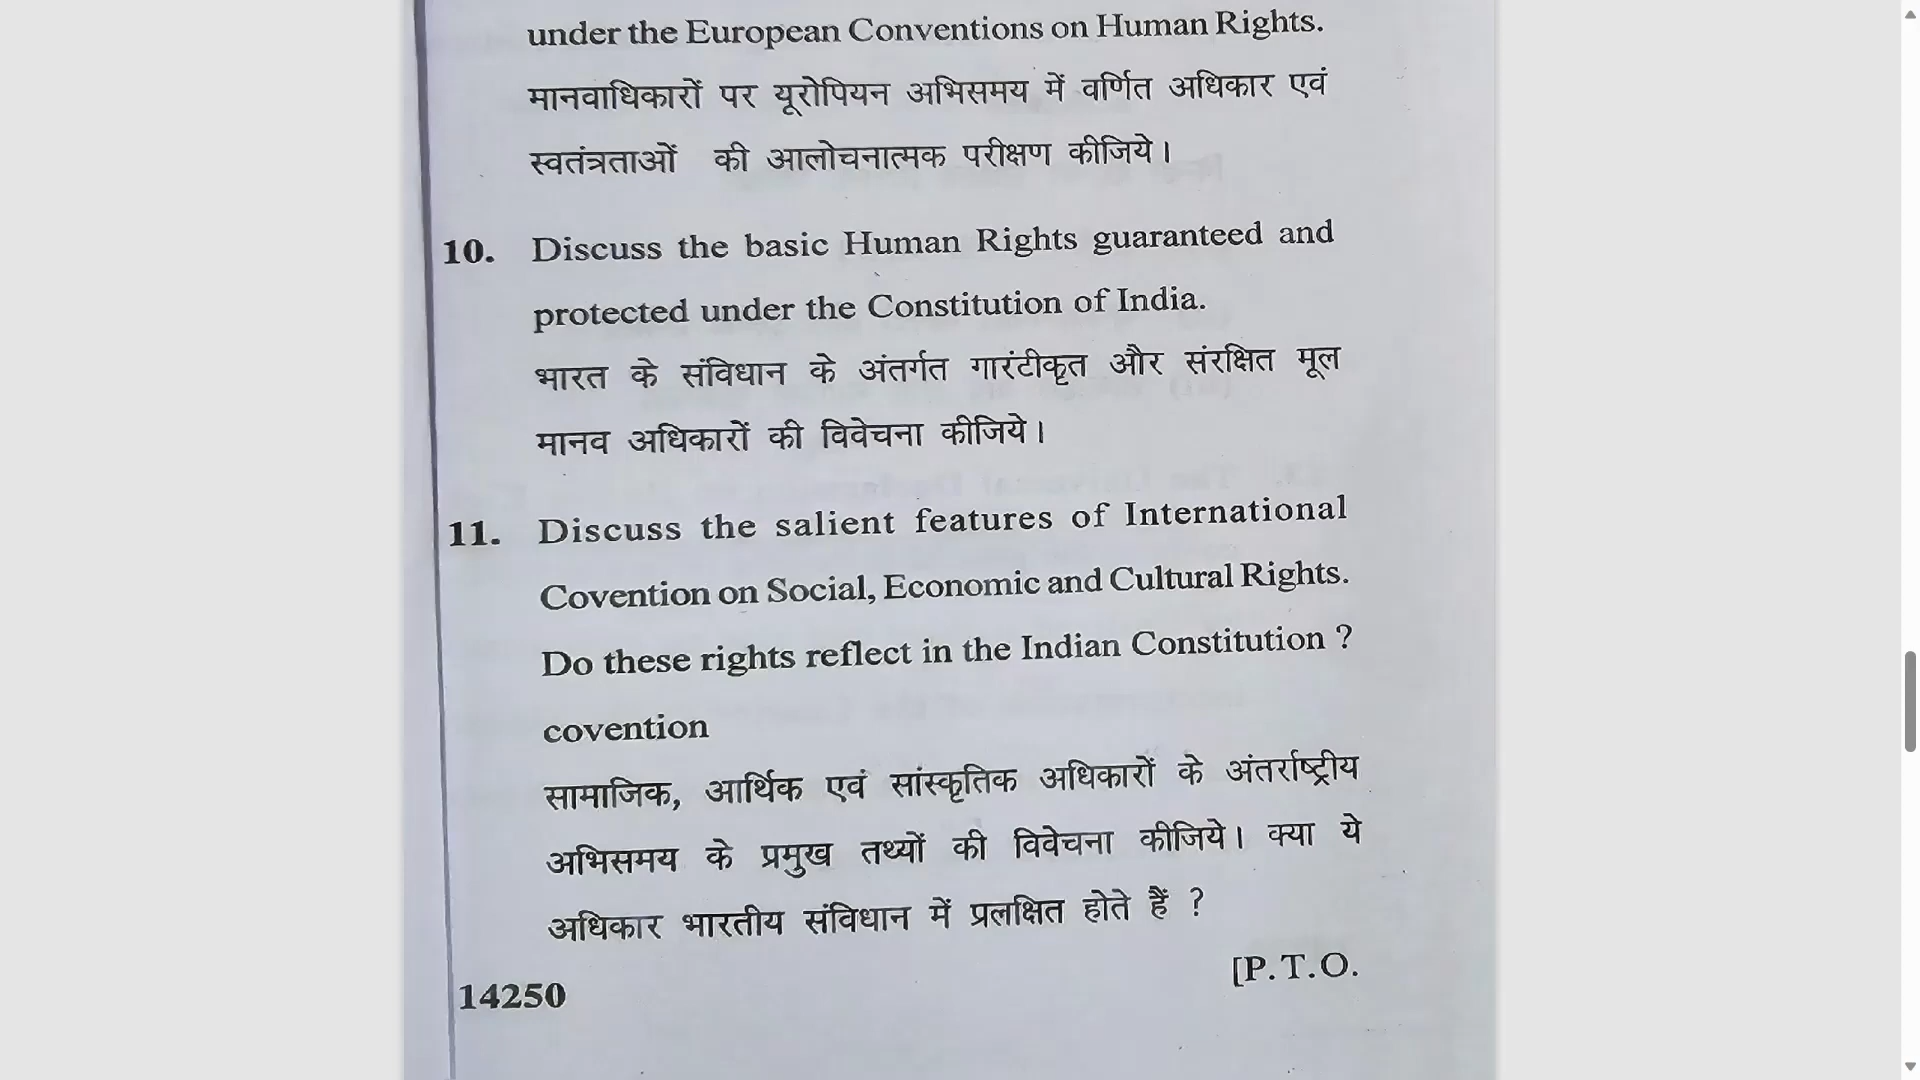 under the European Conventions on Human Rights.
मानवाधिकारों पर यूरोपियन अभिसमय में वर्णित अधिकार एवं
स्वतंत्रताओं की आलोचनात्मक परीक्षण कीजिये।
10. Discuss the basic Human Rights guaranteed and
protected under the Constitution of India.
भारत के संविधान के अंतर्गत गारंटीकृत और संरक्षित मूल
मानव अधिकारों की विवेचना कीजिये।
11. Discuss the salient features of International
Covention on Social, Economic and Cultural Rights.
Do these rights reflect in the Indian Constitution ?
covention
सामाजिक, आर्थिक एवं सांस्कृतिक अधिकारों के अंतर्राष्ट्रीय
अभिसमय के प्रमुख तथ्यों की विवेचना कीजिये। क्या ये
अधिकार भारतीय संविधान में प्रलक्षित होते हैं ?
[P.T.O.
14250